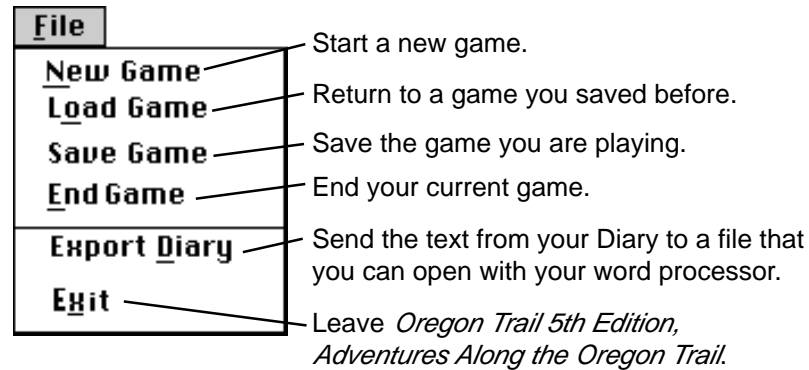 File
New Game
Start a new game.
Load Game
Return to a game you saved before.
Save Game
Save the game you are playing.
End Game
End your current game.
Export Diary
Send the text from your Diary to a file that
you can open with your word processor.
Exit
Leave Oregon Trail 5th Edition,
Adventures Along the Oregon Trail.